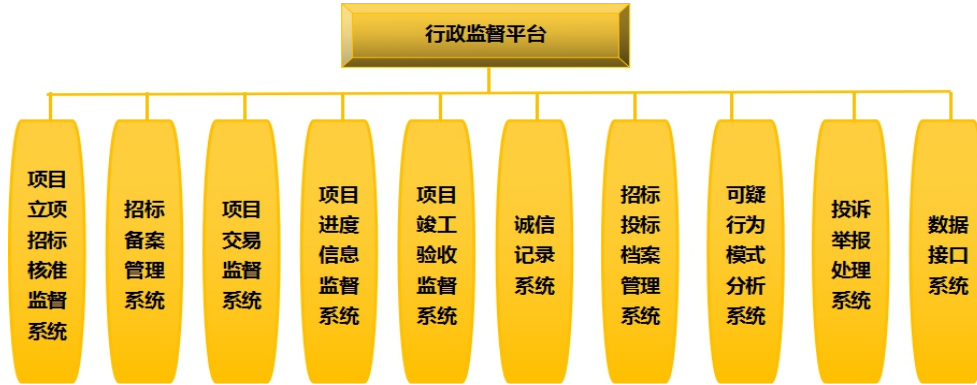 行政监督平台
项目
立项
招标
核准
监督
系统
招标
备案
管理
系统
项目
交易
监督
系统
项目
进度
信息
监督
系统
项目
竣工
验收
监督
系统
诚信
记录
系统
招标
投标
档案
管理
系统
可疑
行为
模式
分析
系统
投诉
举报
处理
系统
数据
接口
系统